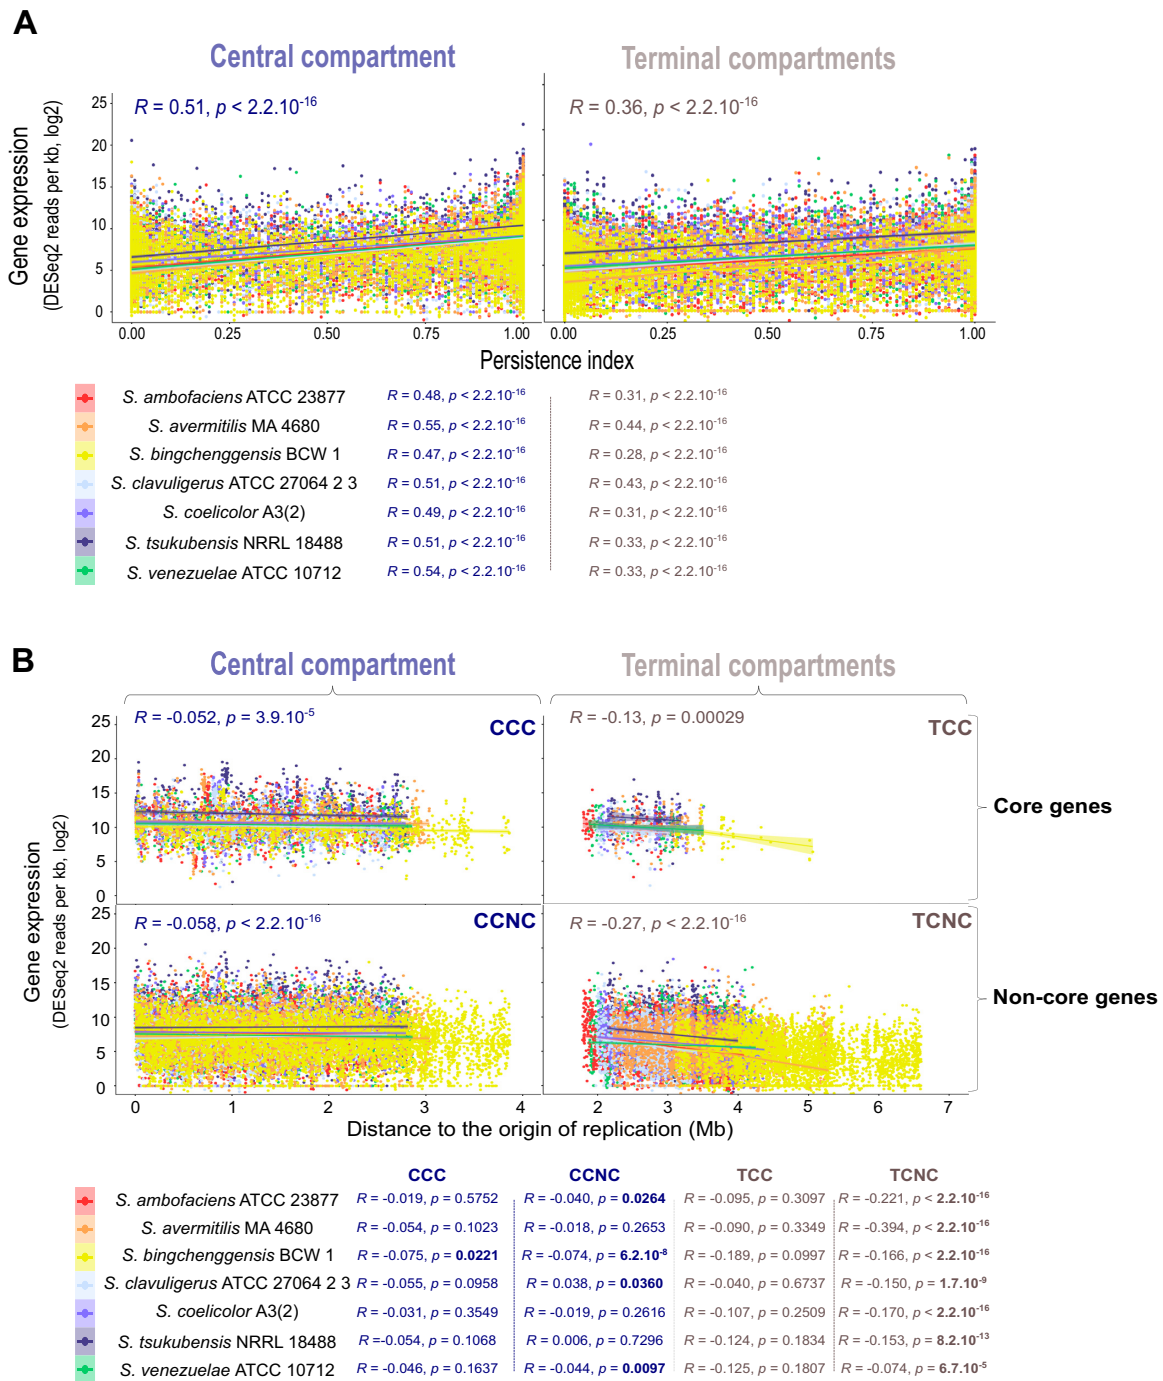 A
Central compartment
Terminal compartments
Gene expression
(DESeq2 reads per kb, log2)
R = 0.51, p < 2.2.10-16
R = 0.36, p < 2.2.10-16
25
20
15
10
5
0
0.00 0.25 0.50 0.75 1.00 0.00 0.25 0.50 0.75 1.00
Persistence index
S. ambofaciens ATCC 23877 R = 0.48, p < 2.2.10-16 R = 0.31, p < 2.2.10-16
S. avermitilis MA 4680 R = 0.55, p < 2.2.10-16 R = 0.44, p < 2.2.10-16
S. bingchenggensis BCW 1 R = 0.47, p < 2.2.10-16 R = 0.28, p < 2.2.10-16
S. clavuligerus ATCC 27064 2 3 R = 0.51, p < 2.2.10-16 R = 0.43, p < 2.2.10-16
S. coelicolor A3(2) R = 0.49, p < 2.2.10-16 R = 0.31, p < 2.2.10-16
S. tsukubensis NRRL 18488 R = 0.51, p < 2.2.10-16 R = 0.33, p < 2.2.10-16
S. venezuelae ATCC 10712 R = 0.54, p < 2.2.10-16 R = 0.33, p < 2.2.10-16
B
Central compartment
Terminal compartments
Gene expression
(DESeq2 reads per kb, log2)
R = -0.052, p = 3.9.10-5
CCC
R = -0.13, p = 0.00029
TCC
25
20
15
10
5
0
Core genes
R = -0.058, p < 2.2.10-16
CCNC
R = -0.27, p < 2.2.10-16
TCNC
25
20
15
10
5
0
Non-core genes
0 1 2 3 4 2 3 4 5 6 7
Distance to the origin of replication (Mb)
CCC CCNC TCC TCNC
S. ambofaciens ATCC 23877 R = -0.019, p = 0.5752 R = -0.040, p = 0.0264 R = -0.095, p = 0.3097 R = -0.221, p < 2.2.10-16
S. avermitilis MA 4680 R = -0.054, p = 0.1023 R = -0.018, p = 0.2653 R = -0.090, p = 0.3349 R = -0.394, p < 2.2.10-16
S. bingchenggensis BCW 1 R = -0.075, p = 0.0221 R = -0.074, p = 6.2.10-8 R = -0.189, p = 0.0997 R = -0.166, p < 2.2.10-16
S. clavuligerus ATCC 27064 2 3 R = -0.055, p = 0.0958 R = 0.038, p = 0.0360 R = -0.040, p = 0.6737 R = -0.150, p = 1.7.10-9
S. coelicolor A3(2) R = -0.031, p = 0.3549 R = -0.019, p = 0.2616 R = -0.107, p = 0.2509 R = -0.170, p < 2.2.10-16
S. tsukubensis NRRL 18488 R =-0.054, p = 0.1068 R = 0.006, p = 0.7296 R = -0.124, p = 0.1834 R = -0.153, p = 8.2.10-13
S. venezuelae ATCC 10712 R = -0.046, p = 0.1637 R = -0.044, p = 0.0097 R = -0.125, p = 0.1807 R = -0.074, p = 6.7.10-5